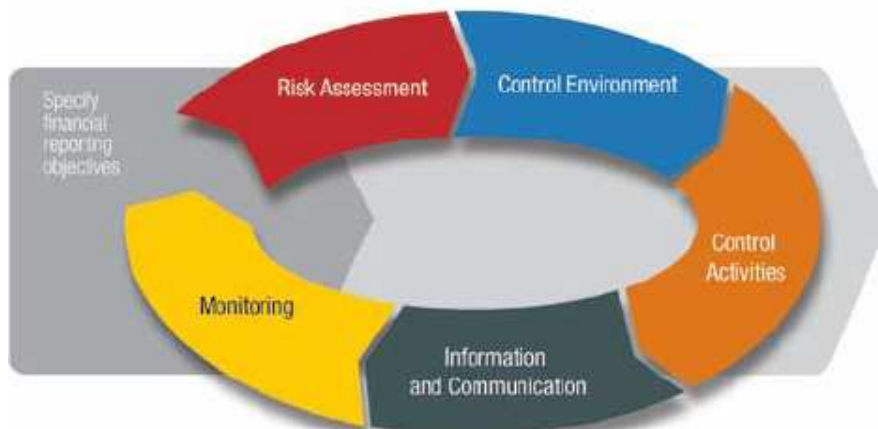 Specify
financial
reporting
objectives
Risk Assessment
Control Environment
Control
Activities
Information
and Communication
Monitoring